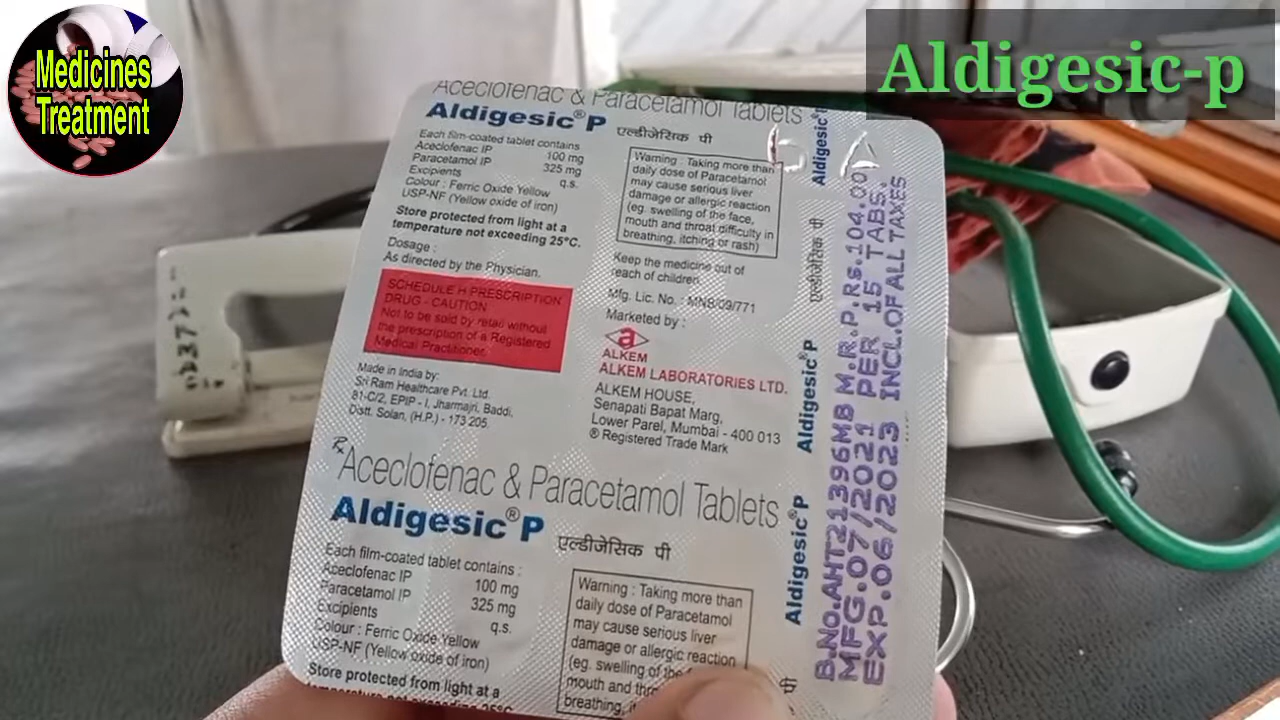 Medicines
Treatment
Aldigesic-p
Aceclofenac & Paracetamol Tablets
Aldigesic® P एल्डीजेसिक पी
Each film-coated tablet contains
Aceclofenac IP 100 mg
Paracetamol IP 325 mg
Excipients q.s.
Colour : Ferric Oxide Yellow
USP-NF (Yellow oxide of iron)
Store protected from light at a
temperature not exceeding 25°C.
Dosage :
As directed by the Physician.
SCHEDULE H PRESCRIPTION
DRUG - CAUTION
Not to be sold by retail without
the prescription of a Registered
Medical Practitioner.
Made in India by:
Sri Ram Healthcare Pvt. Ltd.
81-C/2, EPIP - I, Jharmajri, Baddi,
Distt. Solan, (H.P.) - 173 205.
Warning : Taking more than
daily dose of Paracetamol
may cause serious liver
damage or allergic reaction
(eg. swelling of the face,
mouth and throat difficulty in
breathing, itching or rash)
Keep the medicine out of
reach of children
Mfg. Lic. No. : MNB/09/771
Marketed by :
a
ALKEM
ALKEM LABORATORIES LTD.
ALKEM HOUSE,
Senapati Bapat Marg,
Lower Parel, Mumbai - 400 013
® Registered Trade Mark
Rx Aceclofenac & Paracetamol Tablets
Aldigesic® P एल्डीजेसिक पी
Each film-coated tablet contains :
Aceclofenac IP 100 mg
Paracetamol IP 325 mg
Excipients q.s.
Colour : Ferric Oxide Yellow
USP-NF (Yellow oxide of iron)
Store protected from light at a
temperature not exceeding 25°C
Warning : Taking more than
daily dose of Paracetamol
may cause serious liver
damage or allergic reaction
(eg. swelling of the
mouth and
breathing,
Aldigesic® P
एल्डीजेसिक पी
Aldigesic® P
Aldigesic® P
पी
B.No.AHT21396MB M.R.P.Rs.104.00
MFG.07/2021 PER 15 TABS.
EXP.06/2023 INCL.OF ALL TAXES